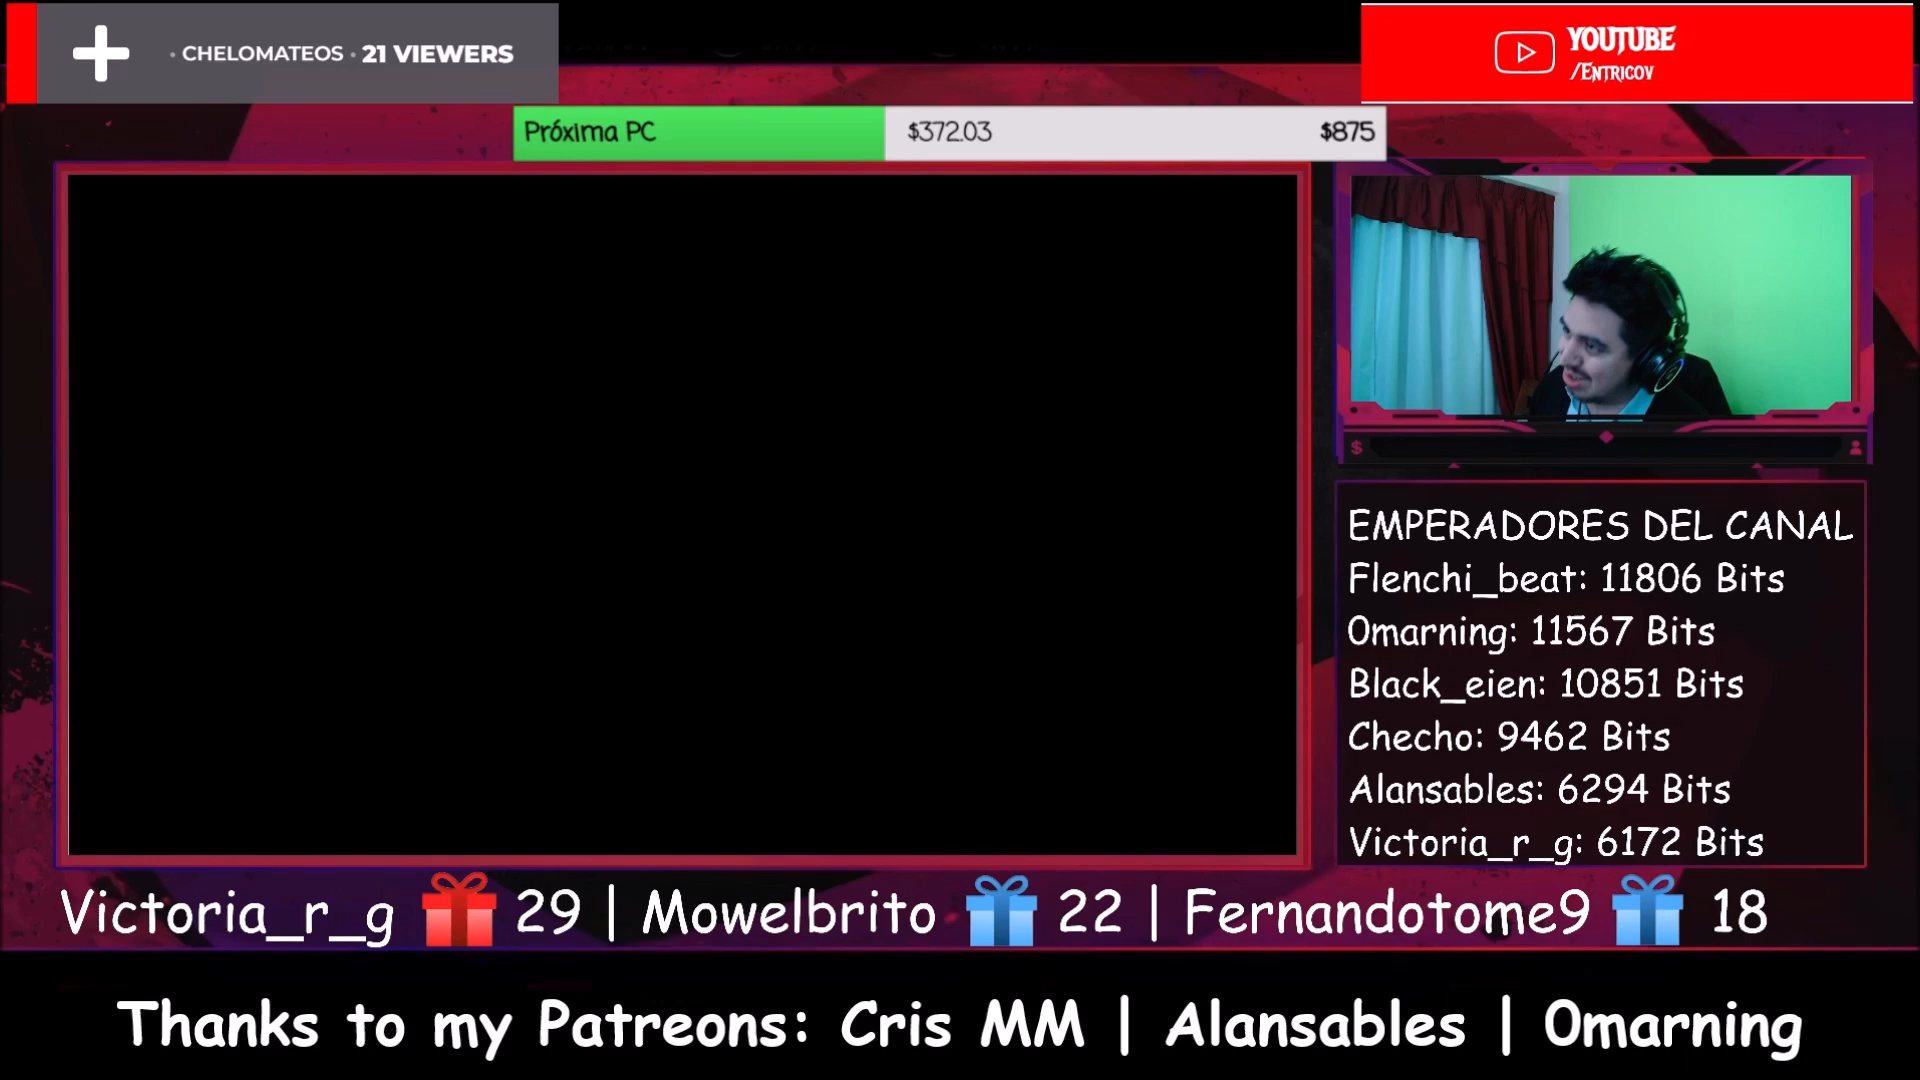 · CHELOMATEOS · 21 VIEWERS
YOUTUBE
/ENTRICOV
Próxima PC $372.03 $875
EMPERADORES DEL CANAL
Flenchi_beat: 11806 Bits
0marning: 11567 Bits
Black_eien: 10851 Bits
Checho: 9462 Bits
Alansables: 6294 Bits
Victoria_r_g: 6172 Bits
Victoria_r_g 29 | Mowelbrito 22 | Fernandotome9 18
Thanks to my Patreons: Cris MM | Alansables | 0marning